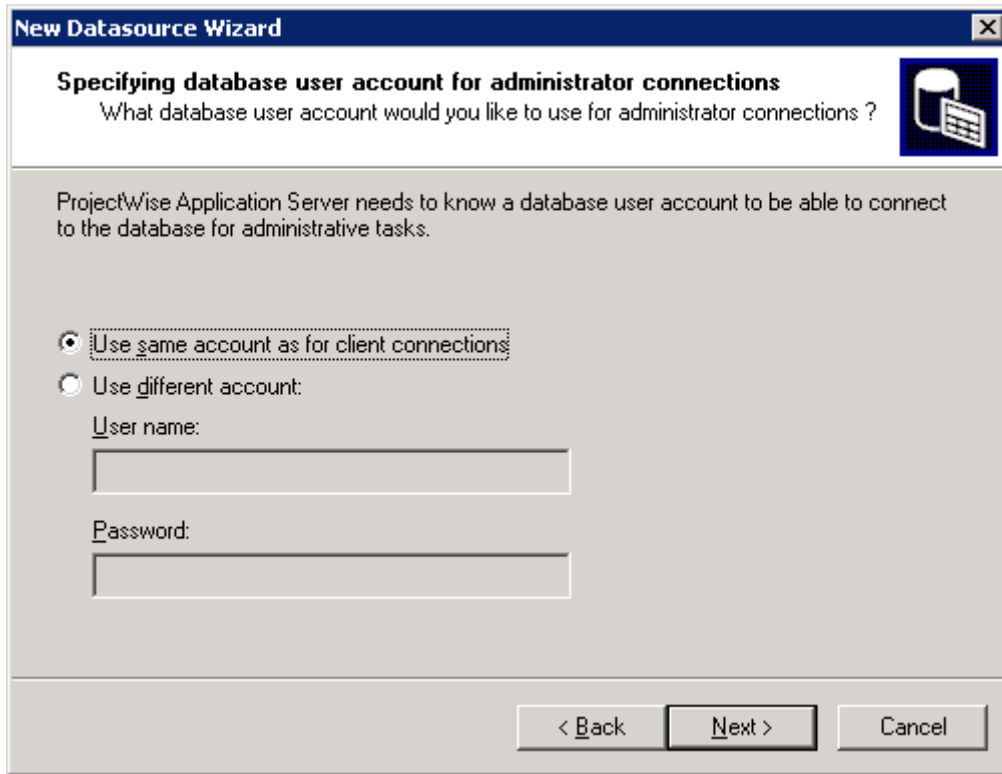 New Datasource Wizard
Specifying database user account for administrator connections
What database user account would you like to use for administrator connections ?
ProjectWise Application Server needs to know a database user account to be able to connect
to the database for administrative tasks.
Use same account as for client connections
Use different account:
User name:
Password:
< Back
Next >
Cancel